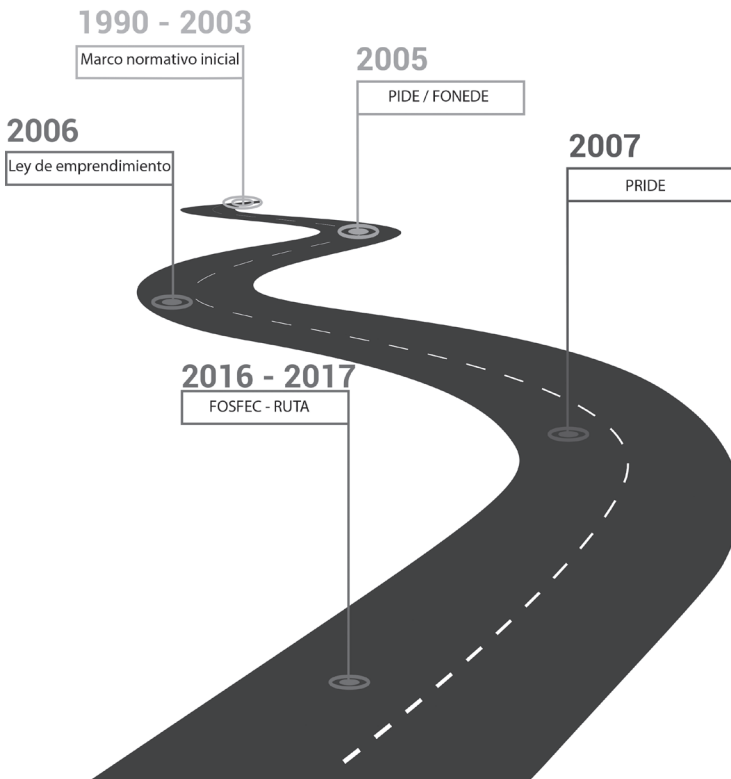 1990 - 2003
Marco normativo inicial
2005
PIDE / FONEDE
2006
Ley de emprendimiento
2007
PRIDE
2016 - 2017
FOSFEC - RUTA